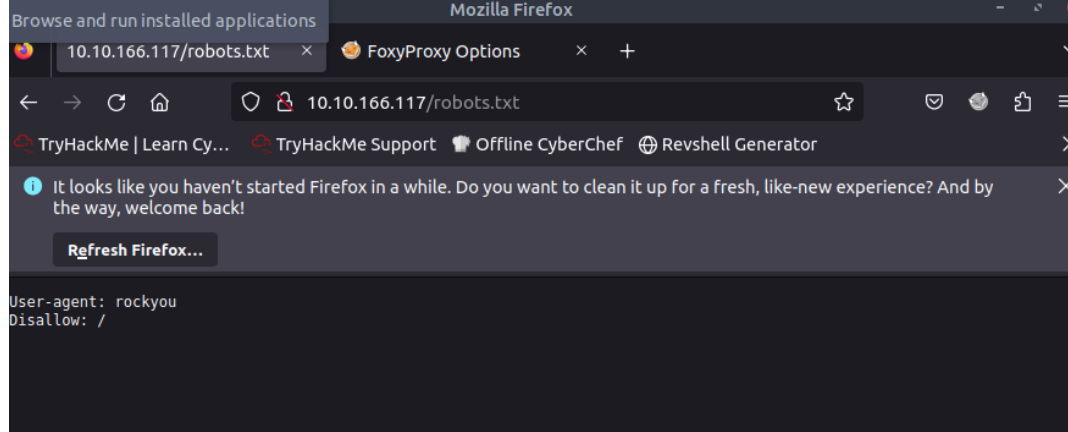 Browse and run installed applications
Mozilla Firefox
10.10.166.117/robots.txt
FoxyProxy Options
10.10.166.117/robots.txt
TryHackMe | Learn Cy… TryHackMe Support Offline CyberChef Revshell Generator
It looks like you haven't started Firefox in a while. Do you want to clean it up for a fresh, like-new experience? And by
the way, welcome back!
Refresh Firefox…
User-agent: rockyou
Disallow: /